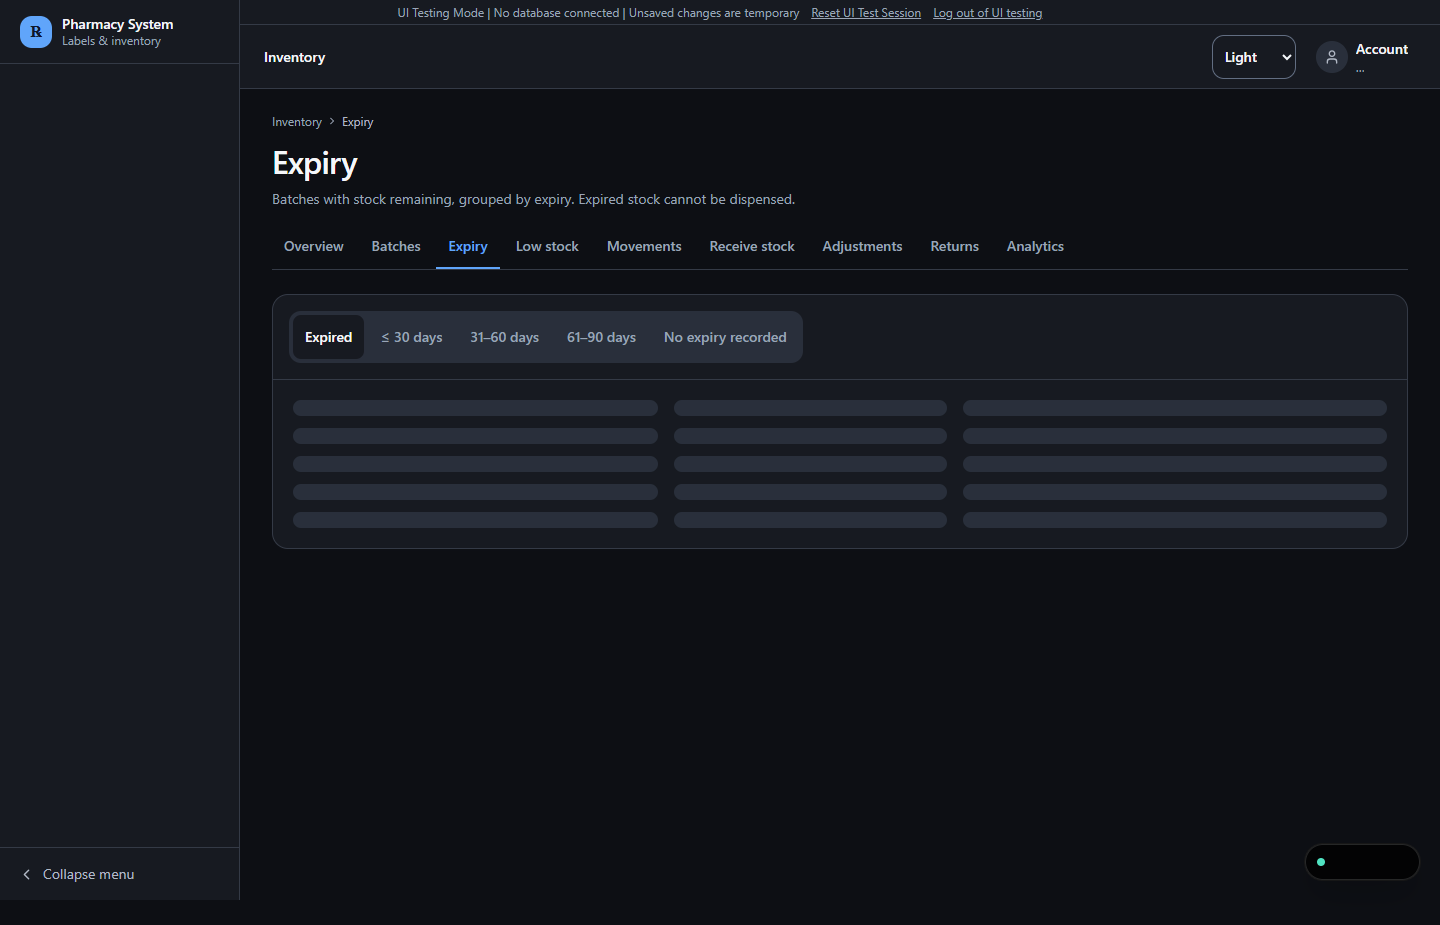 UI Testing Mode | No database connected | Unsaved changes are temporary Reset UI Test Session Log out of UI testing
℞
Pharmacy System
Labels & inventory
Inventory
Light
Account
...
Inventory > Expiry
Expiry
Batches with stock remaining, grouped by expiry. Expired stock cannot be dispensed.
Overview Batches Expiry Low stock Movements Receive stock Adjustments Returns Analytics
Expired ≤ 30 days 31–60 days 61–90 days No expiry recorded
Collapse menu